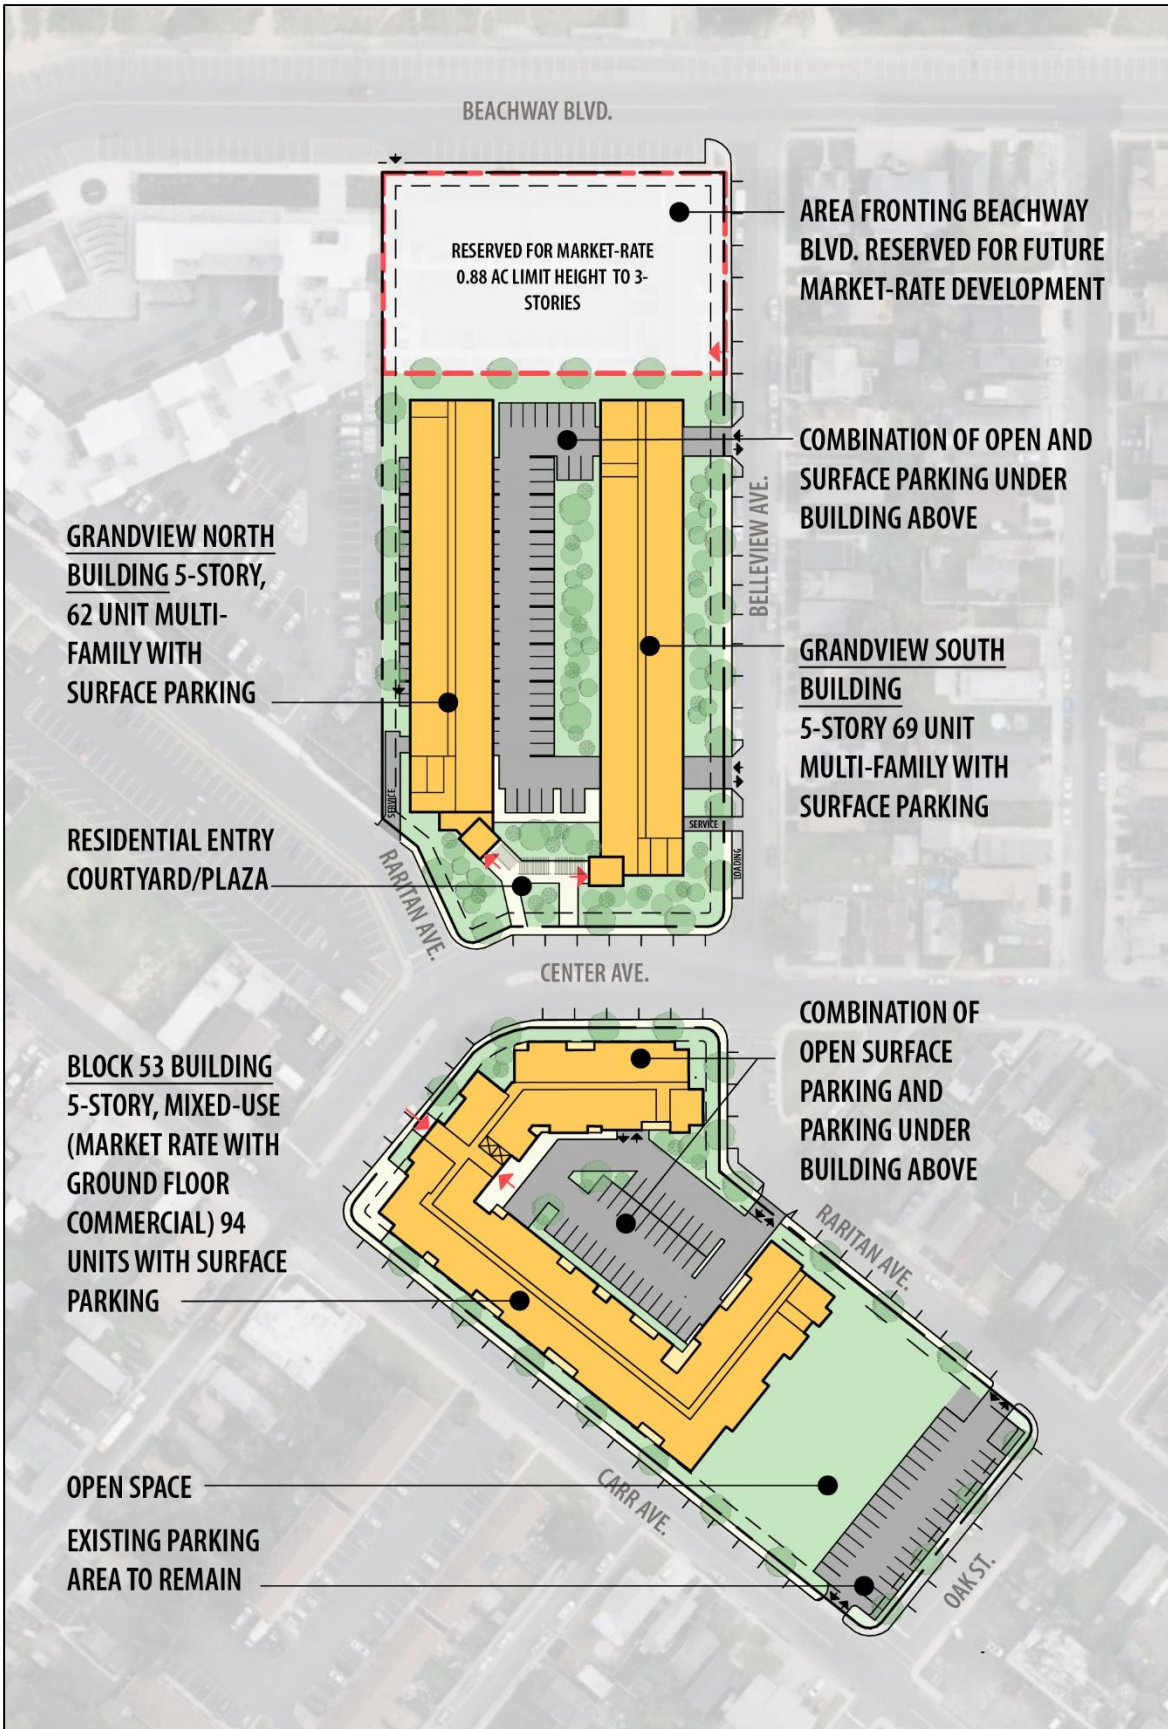 BEACHWAY BLVD.
AREA FRONTING BEACHWAY
BLVD. RESERVED FOR FUTURE
MARKET-RATE DEVELOPMENT
RESERVED FOR MARKET-RATE
0.88 AC LIMIT HEIGHT TO 3-
STORIES
COMBINATION OF OPEN AND
SURFACE PARKING UNDER
BUILDING ABOVE
BELLEVIEW AVE.
GRANDVIEW NORTH
BUILDING 5-STORY,
62 UNIT MULTI-
FAMILY WITH
SURFACE PARKING
GRANDVIEW SOUTH
BUILDING
5-STORY 69 UNIT
MULTI-FAMILY WITH
SURFACE PARKING
SERVICE
SERVICE
LOADING
RESIDENTIAL ENTRY
COURTYARD/PLAZA
RARITAN AVE.
CENTER AVE.
COMBINATION OF
OPEN SURFACE
PARKING AND
PARKING UNDER
BUILDING ABOVE
BLOCK 53 BUILDING
5-STORY, MIXED-USE
(MARKET RATE WITH
GROUND FLOOR
COMMERCIAL) 94
UNITS WITH SURFACE
PARKING
RARITAN AVE.
OPEN SPACE
CARR AVE.
EXISTING PARKING
AREA TO REMAIN
OAK ST.